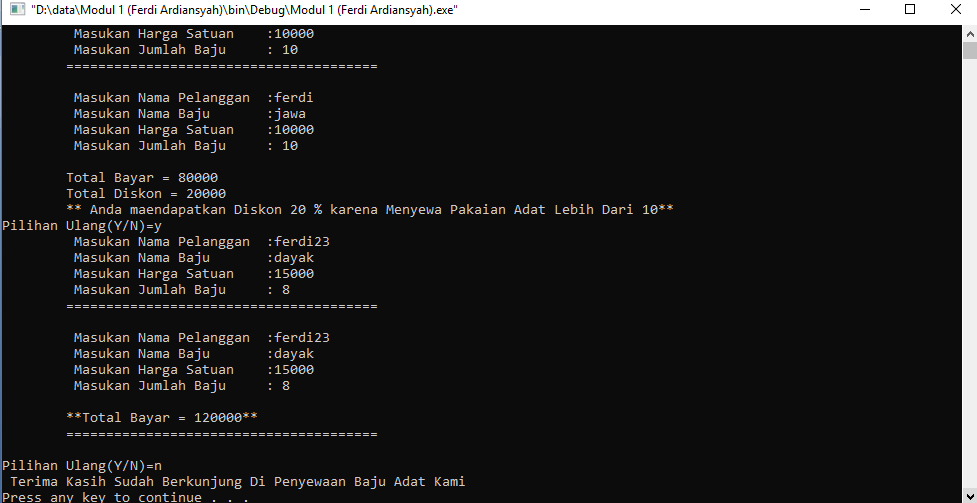 "D:\data\Modul 1 (Ferdi Ardiansyah)\bin\Debug\Modul 1 (Ferdi Ardiansyah).exe"
Masukan Harga Satuan    :10000
Masukan Jumlah Baju     : 10
=======================================
Masukan Nama Pelanggan  :ferdi
Masukan Nama Baju       :jawa
Masukan Harga Satuan    :10000
Masukan Jumlah Baju     : 10
Total Bayar = 80000
Total Diskon = 20000
** Anda maendapatkan Diskon 20 % karena Menyewa Pakaian Adat Lebih Dari 10**
Pilihan Ulang(Y/N)=y
Masukan Nama Pelanggan  :ferdi23
Masukan Nama Baju       :dayak
Masukan Harga Satuan    :15000
Masukan Jumlah Baju     : 8
=======================================
Masukan Nama Pelanggan  :ferdi23
Masukan Nama Baju       :dayak
Masukan Harga Satuan    :15000
Masukan Jumlah Baju     : 8
**Total Bayar = 120000**
=======================================
Pilihan Ulang(Y/N)=n
Terima Kasih Sudah Berkunjung Di Penyewaan Baju Adat Kami
Press any key to continue . . .